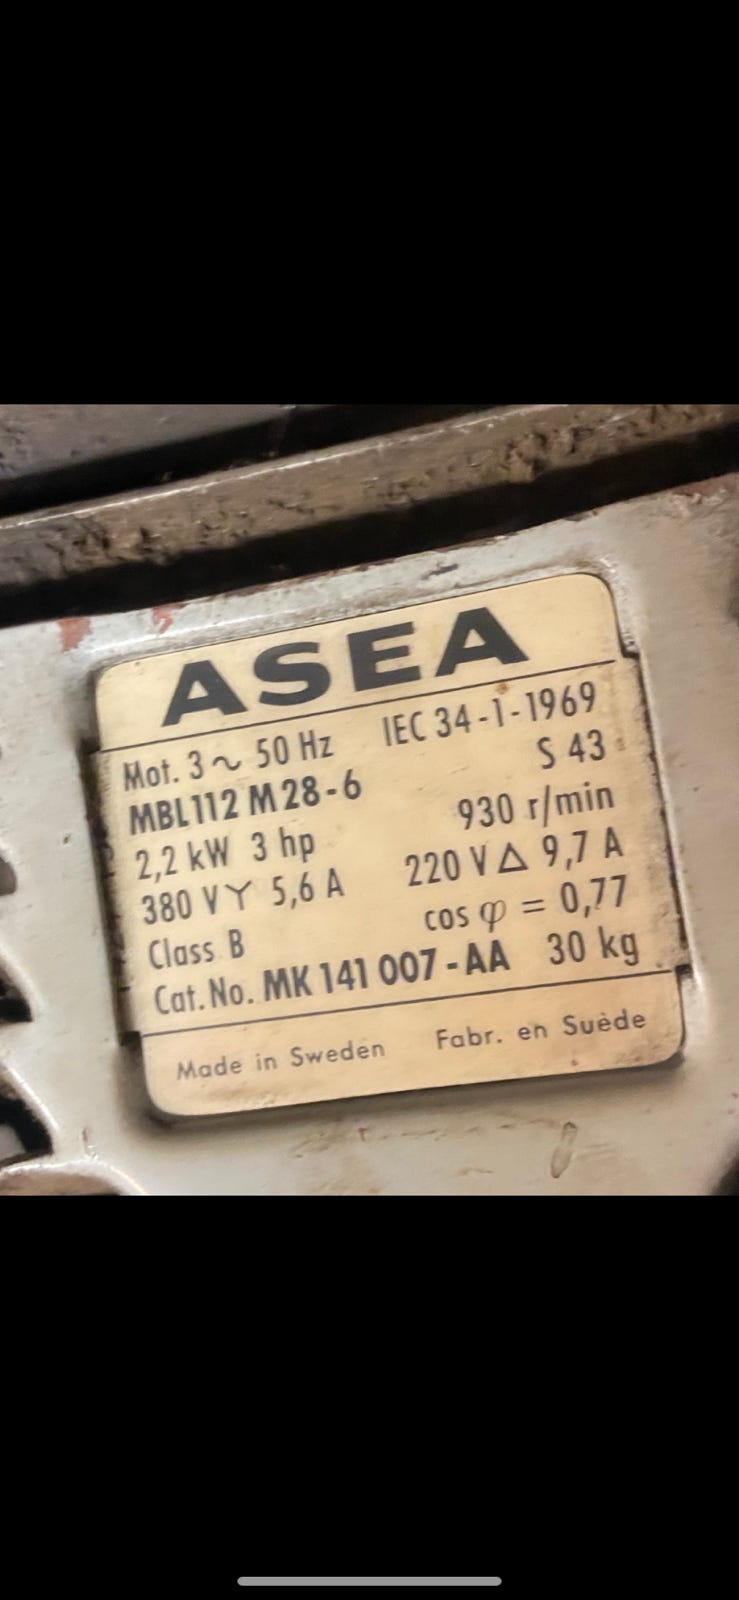 ASEA
Mot. 3 ~ 50 Hz IEC 34-1-1969
MBL112 M 28-6 S 43
2,2 kW 3 hp 930 r/min
380 V Y 5,6 A 220 V Δ 9,7 A
Class B cos φ = 0,77
Cat. No. MK 141 007-AA 30 kg
Made in Sweden Fabr. en Suède